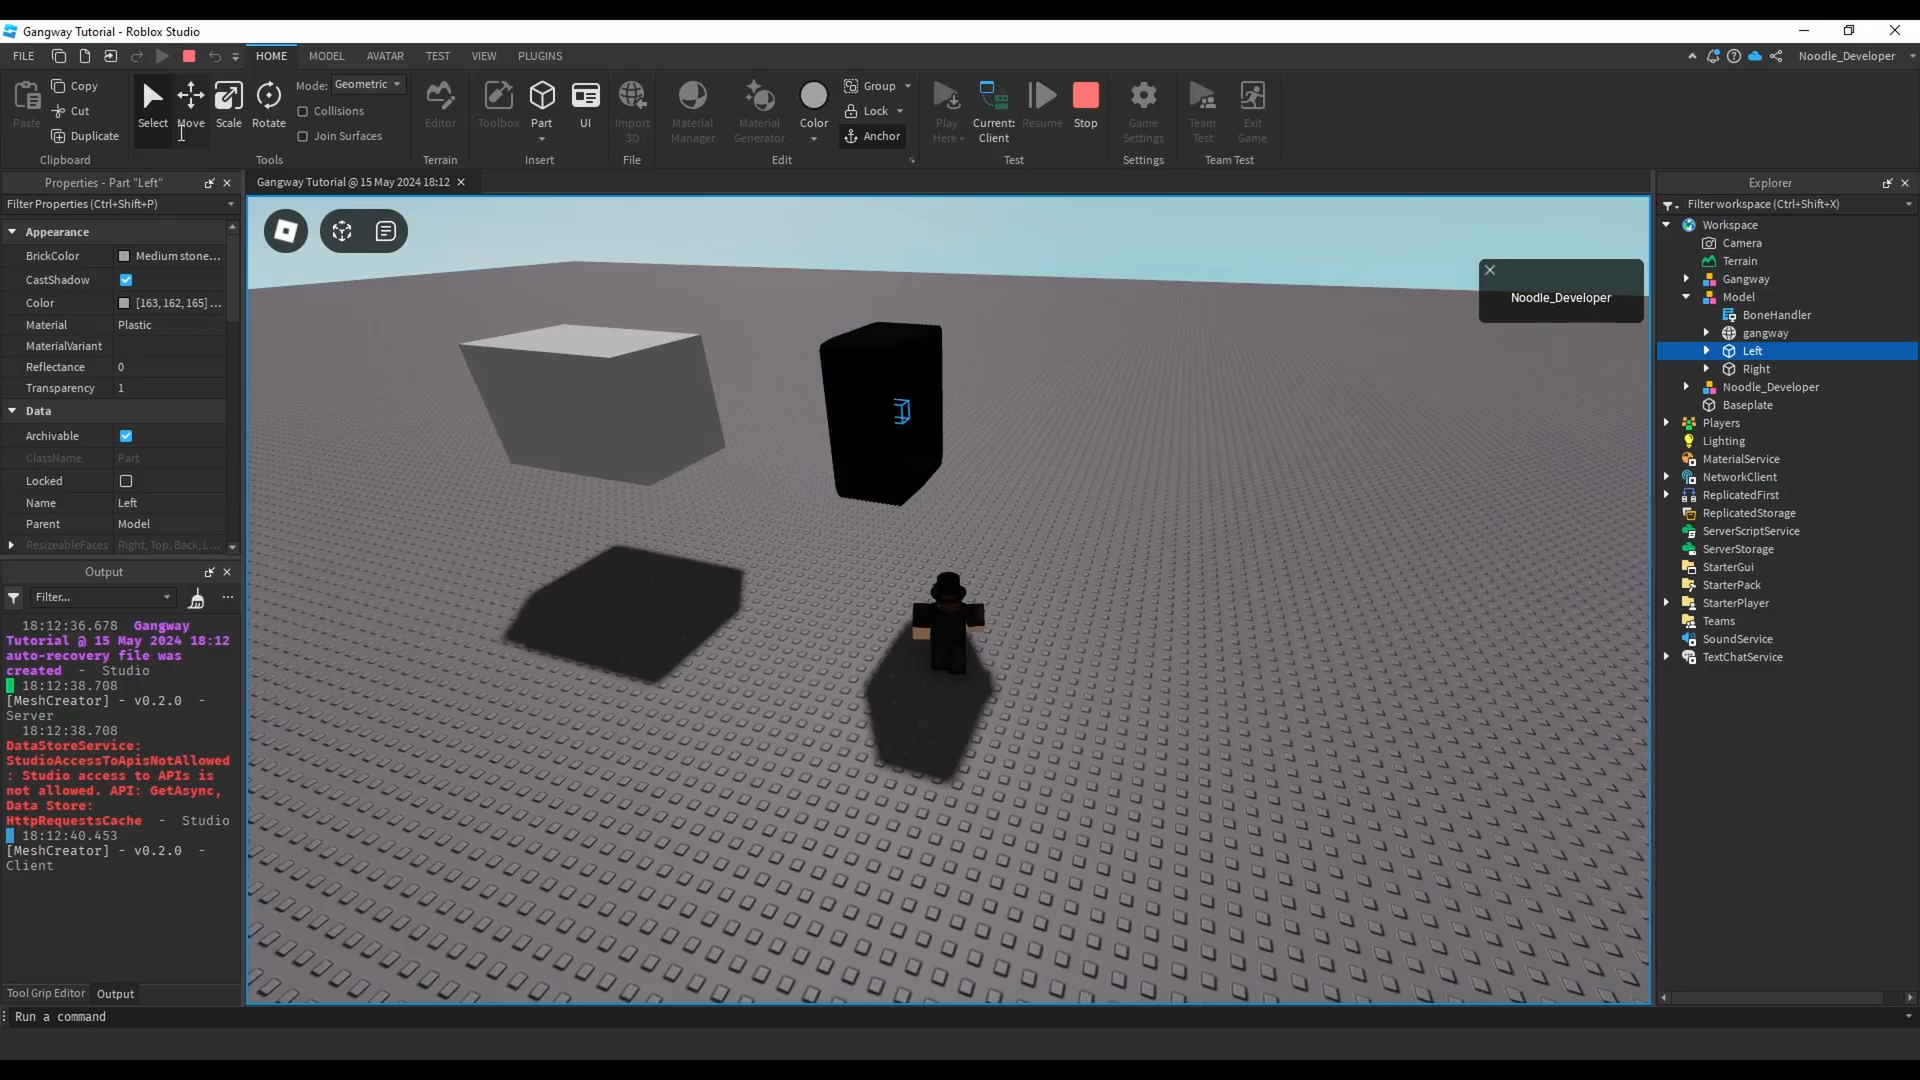 Gangway Tutorial - Roblox Studio
FILE HOME MODEL AVATAR TEST VIEW PLUGINS Noodle_Developer
Copy
Cut
Duplicate
Paste
Clipboard
Select Move Scale Rotate
Mode: Geometric
Collisions
Join Surfaces
Tools
Editor
Terrain
Toolbox Part UI
Insert
Import
3D
File
Material
Manager
Material
Generator
Color
Group
Lock
Anchor
Edit
Play
Here
Current:
Client
Resume Stop
Test
Game
Settings
Settings
Team
Test
Exit
Game
Team Test
Properties - Part "Left"
Filter Properties (Ctrl+Shift+P)
Appearance
BrickColor Medium stone...
CastShadow
Color [163, 162, 165] ...
Material Plastic
MaterialVariant
Reflectance 0
Transparency 1
Data
Archivable
ClassName Part
Locked
Name Left
Parent Model
ResizeableFaces Right, Top, Back, L...
Output
Filter...
18:12:36.678 Gangway
Tutorial @ 15 May 2024 18:12
auto-recovery file was
created - Studio
18:12:38.708
[MeshCreator] - v0.2.0 -
Server
18:12:38.708
DataStoreService:
StudioAccessToApisNotAllowed
: Studio access to APIs is
not allowed. API: GetAsync,
Data Store:
HttpRequestsCache - Studio
18:12:40.453
[MeshCreator] - v0.2.0 -
Client
Tool Grip Editor Output
Run a command
Gangway Tutorial @ 15 May 2024 18:12
Noodle_Developer
Explorer
Filter workspace (Ctrl+Shift+X)
Workspace
Camera
Terrain
Gangway
Model
BoneHandler
gangway
Left
Right
Noodle_Developer
Baseplate
Players
Lighting
MaterialService
NetworkClient
ReplicatedFirst
ReplicatedStorage
ServerScriptService
ServerStorage
StarterGui
StarterPack
StarterPlayer
Teams
SoundService
TextChatService